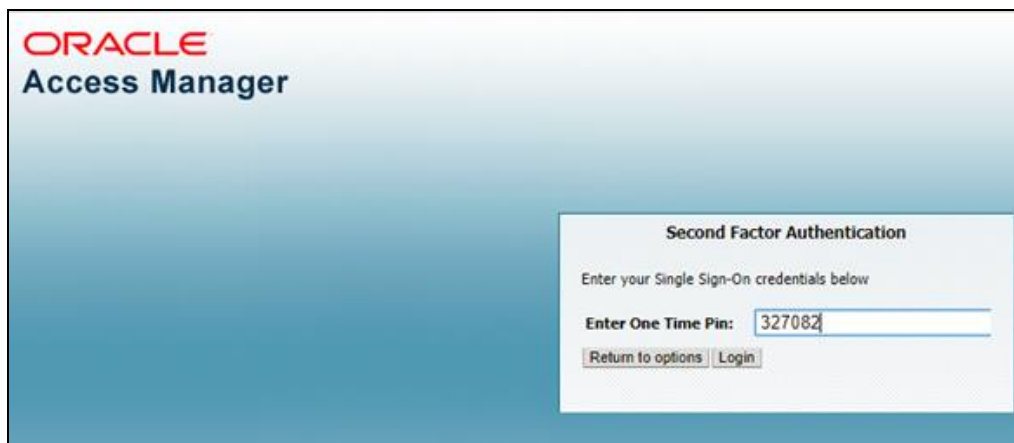 ORACLE
Access Manager
Second Factor Authentication
Enter your Single Sign-On credentials below
Enter One Time Pin: 327082
Return to options Login